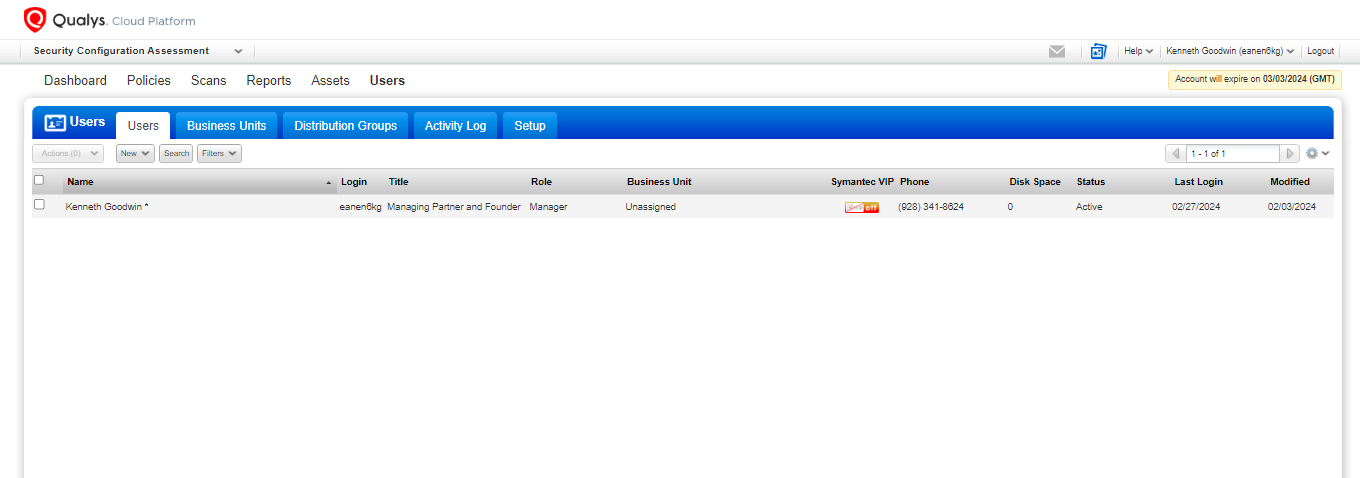 Qualys. Cloud Platform
Security Configuration Assessment
Help
Kenneth Goodwin (eanen6kg)
Logout
Dashboard Policies Scans Reports Assets Users
Account will expire on 03/03/2024 (GMT)
Users
Users Business Units Distribution Groups Activity Log Setup
Actions (0) New Search Filters
1 - 1 of 1
Name Login Title Role Business Unit Symantec VIP Phone Disk Space Status Last Login Modified
Kenneth Goodwin * eanen6kg Managing Partner and Founder Manager Unassigned off (928) 341-8624 0 Active 02/27/2024 02/03/2024